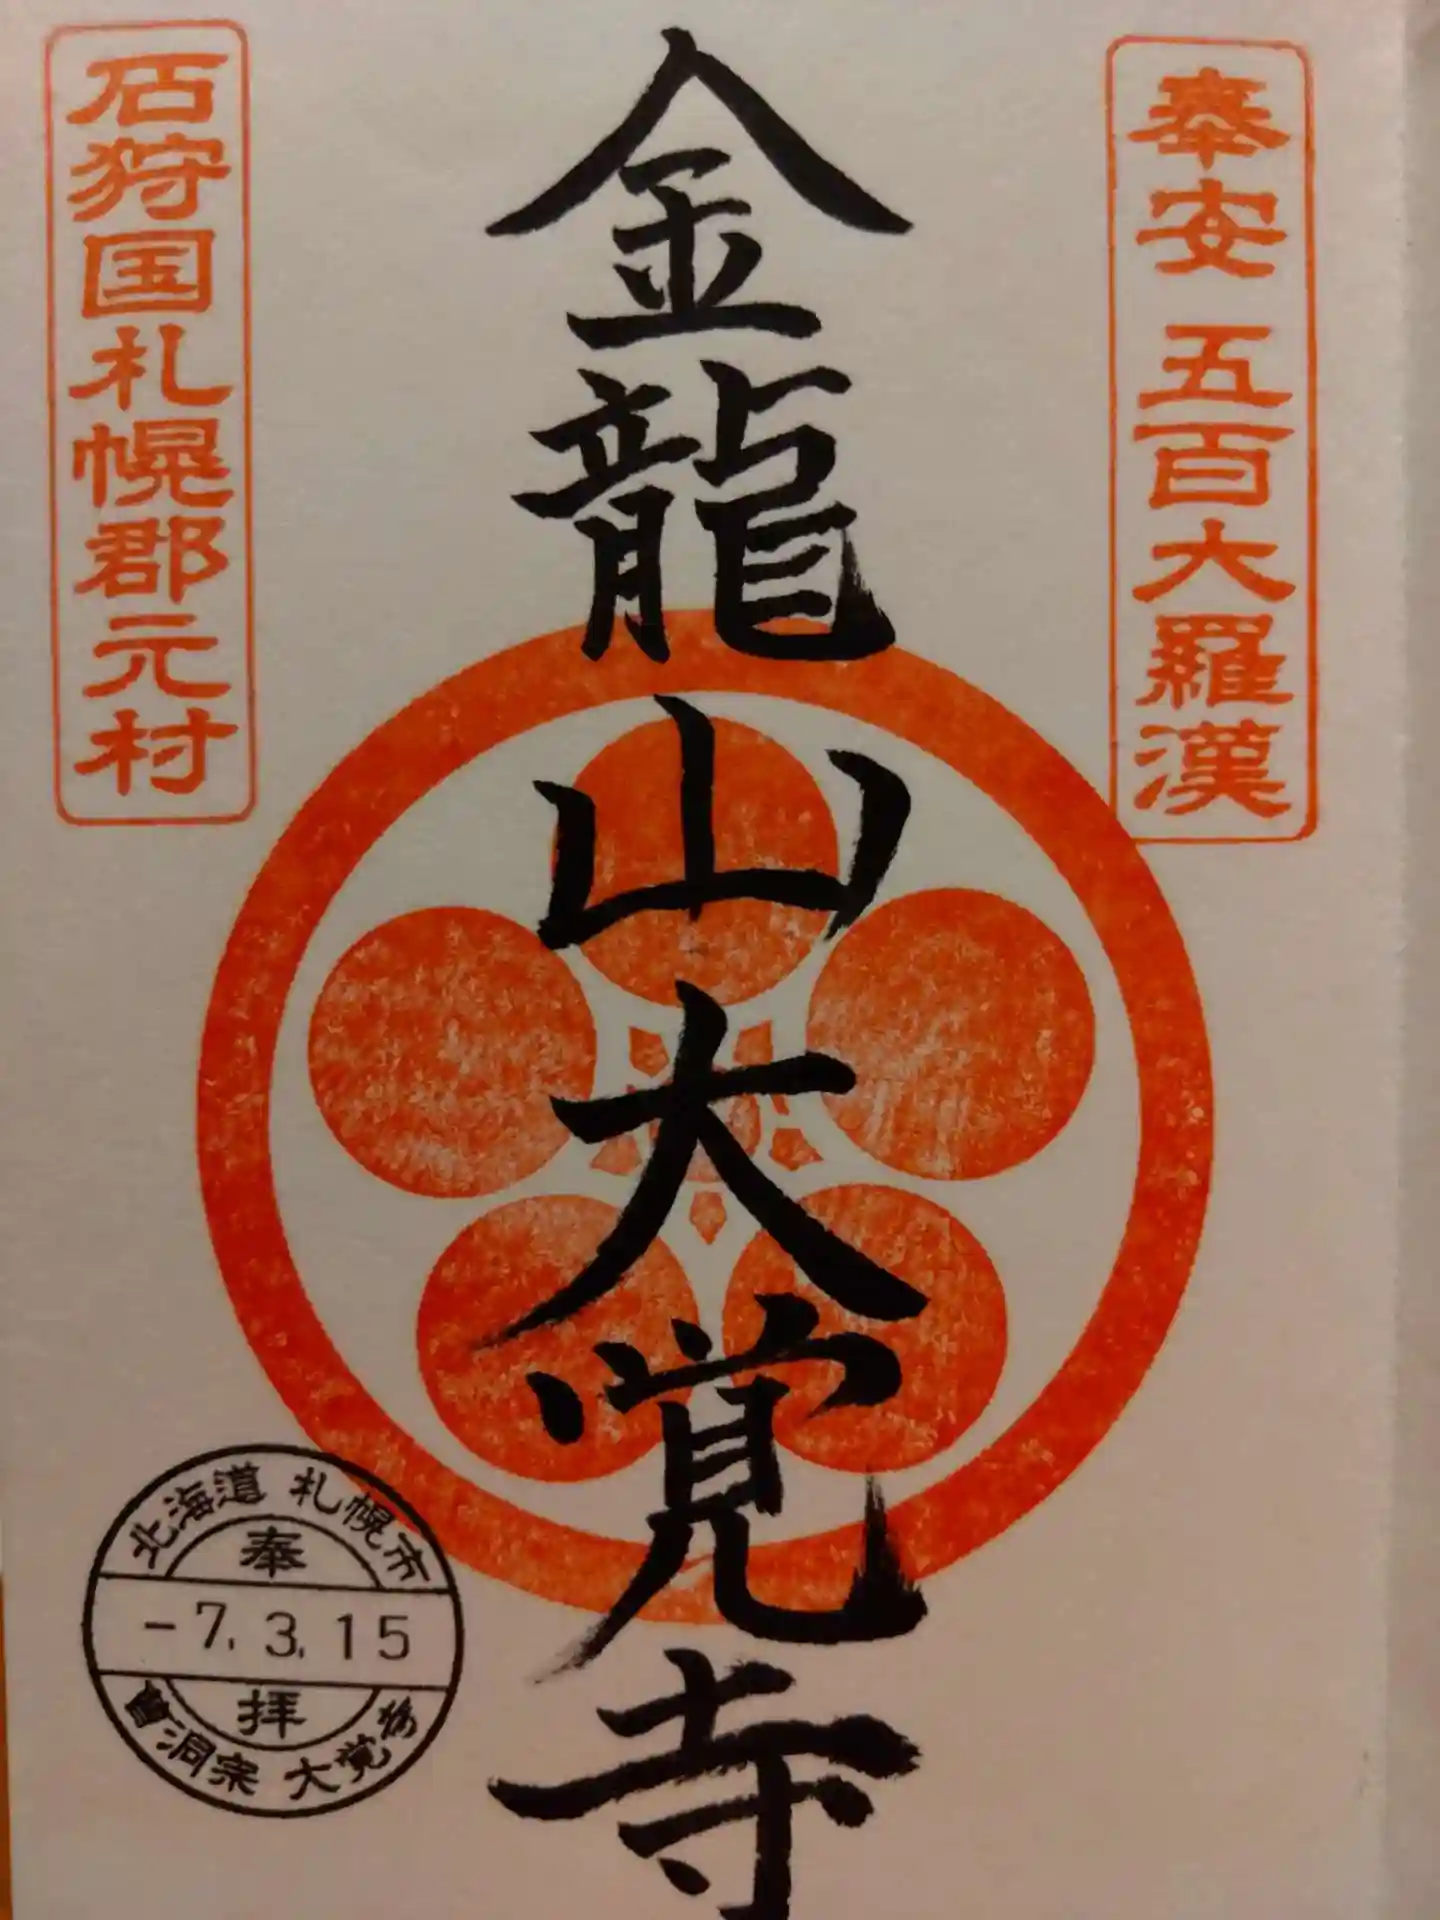 奉安 五百大羅漢
金龍山大覚寺
石狩国札幌郡元村
北海道 札幌市
奉
-7.3.15
拝
曹洞宗 大覚寺